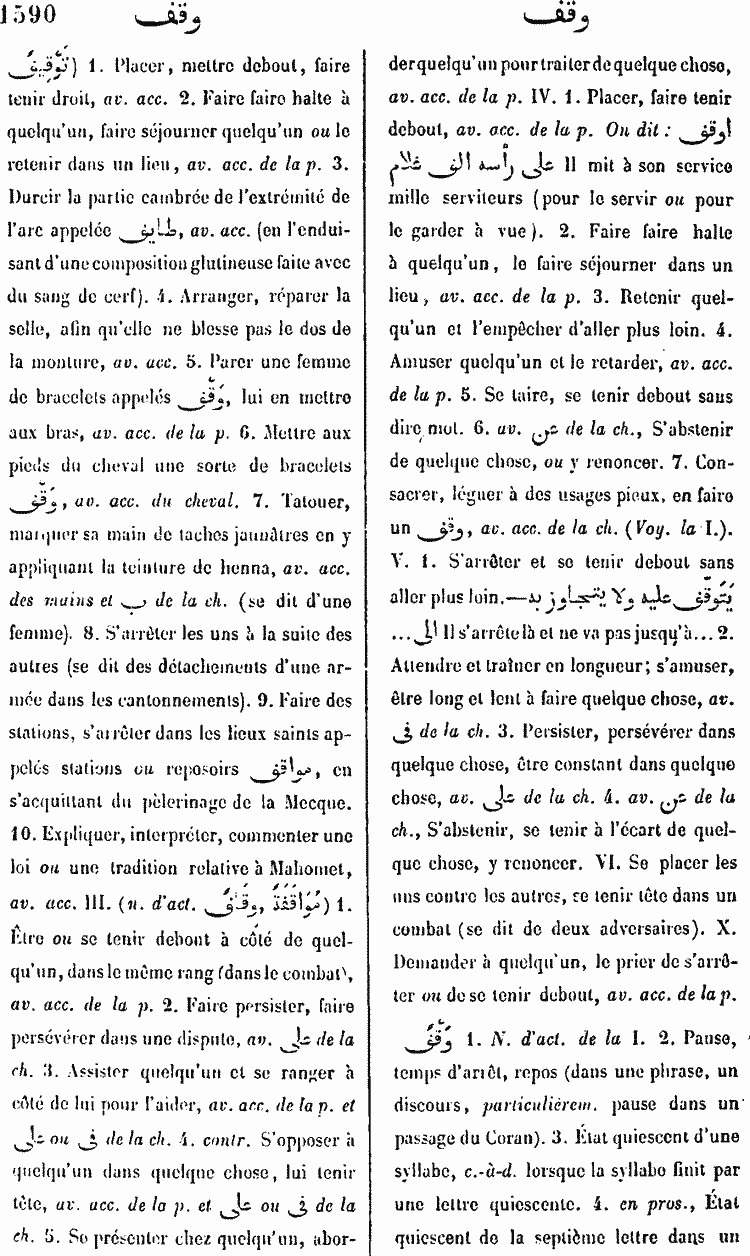 1590 وقف
وقف
تَوْقِيفٌ) 1. Placer, mettre debout, faire
tenir droit, av. acc. 2. Faire faire halte à
quelqu'un, faire séjourner quelqu'un ou le
retenir dans un lieu, av. acc. de la p. 3.
Durcir la partie cambrée de l'extrémité de
l'arc appelée طايف, av. acc. (en l'endui-
sant d'une composition glutineuse faite avec
du sang de cerf). 4. Arranger, réparer la
selle, afin qu'elle ne blesse pas le dos de
la monture, av. acc. 5. Parer une femme
de bracelets appelés وَقْف, lui en mettre
aux bras, av. acc. de la p. 6. Mettre aux
pieds du cheval une sorte de bracelets
وَقْف, av. acc. du cheval. 7. Tatouer,
marquer sa main de taches jaunâtres en y
appliquant la teinture de henna, av. acc.
des mains et ب de la ch. (se dit d'une
femme). 8. S'arrêter les uns à la suite des
autres (se dit des détachements d'une ar-
mée dans les cantonnements). 9. Faire des
stations, s'arrêter dans les lieux saints ap-
pelés stations ou reposoirs مواقف, en
s'acquittant du pèlerinage de la Mecque.
10. Expliquer, interpréter, commenter une
loi ou une tradition relative à Mahomet,
av. acc. III. (n. d'act. مُوَاقَفَةٌ, وِقَافٌ) 1.
Être ou se tenir debout à côté de quel-
qu'un, dans le même rang (dans le combat),
av. acc. de la p. 2. Faire persister, faire
persévérer dans une dispute, av. على de la
ch. 3. Assister quelqu'un et se ranger à
côté de lui pour l'aider, av. acc. de la p. et
على ou فى de la ch. 4. contr. S'opposer à
quelqu'un dans quelque chose, lui tenir
tête, av. acc. de la p. et على ou فى de la
ch. 5. Se présenter chez quelqu'un, abor-
der quelqu'un pour traiter de quelque chose,
av. acc. de la p. IV. 1. Placer, faire tenir
debout, av. acc. de la p. On dit : أوقف
على رأسه الف غلام Il mit à son service
mille serviteurs (pour le servir ou pour
le garder à vue). 2. Faire faire halte
à quelqu'un, le faire séjourner dans un
lieu, av. acc. de la p. 3. Retenir quel-
qu'un et l'empêcher d'aller plus loin. 4.
Amuser quelqu'un et le retarder, av. acc.
de la p. 5. Se taire, se tenir debout sans
dire mot. 6. av. عن de la ch., S'abstenir
de quelque chose, ou y renoncer. 7. Con-
sacrer, léguer à des usages pieux, en faire
un وقف, av. acc. de la ch. (Voy. la I.).
V. 1. S'arrêter et se tenir debout sans
aller plus loin.—يَتَوقّف عليه ولا يتجاوز به
...الى Il s'arrête là et ne va pas jusqu'à... 2.
Attendre et traîner en longueur; s'amuser,
être long et lent à faire quelque chose, av.
فى de la ch. 3. Persister, persévérer dans
quelque chose, être constant dans quelque
chose, av. على de la ch. 4. av. عن de la
ch., S'abstenir, se tenir à l'écart de quel-
que chose, y renoncer. VI. Se placer les
uns contre les autres, se tenir tête dans un
combat (se dit de deux adversaires). X.
Demander à quelqu'un, le prier de s'arrê-
ter ou de se tenir debout, av. acc. de la p.
وَقْفٌ 1. N. d'act. de la I. 2. Pause,
temps d'arrêt, repos (dans une phrase, un
discours, particulièrem. pause dans un
passage du Coran). 3. État quiescent d'une
syllabe, c.-à-d. lorsque la syllabe finit par
une lettre quiescente. 4. en pros., État
quiescent de la septième lettre dans un